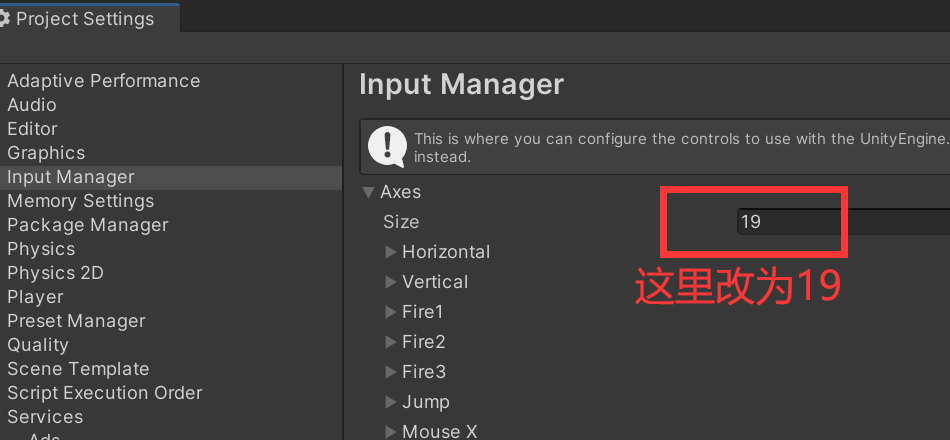 Project Settings
Adaptive Performance
Audio
Editor
Graphics
Input Manager
Memory Settings
Package Manager
Physics
Physics 2D
Player
Preset Manager
Quality
Scene Template
Script Execution Order
Services
Ads
Input Manager
This is where you can configure the controls to use with the UnityEngine.
instead.
Axes
Size 19
这里改为19
Horizontal
Vertical
Fire1
Fire2
Fire3
Jump
Mouse X